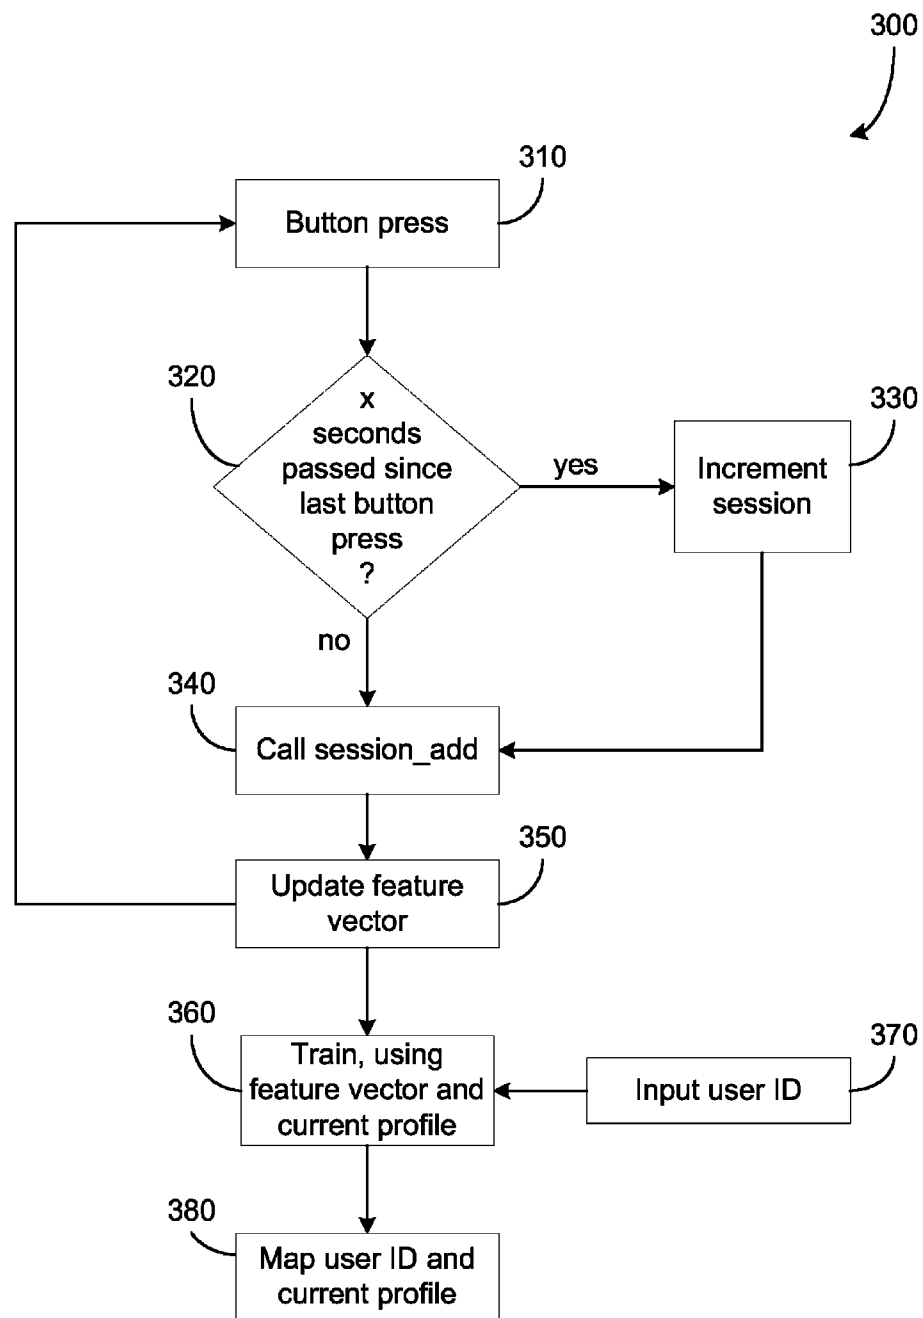 300
310
Button press
320
x
seconds
passed since
last button
press
?
yes
330
Increment
session
no
340
Call session_add
350
Update feature
vector
360
Train, using
feature vector and
current profile
370
Input user ID
380
Map user ID and
current profile